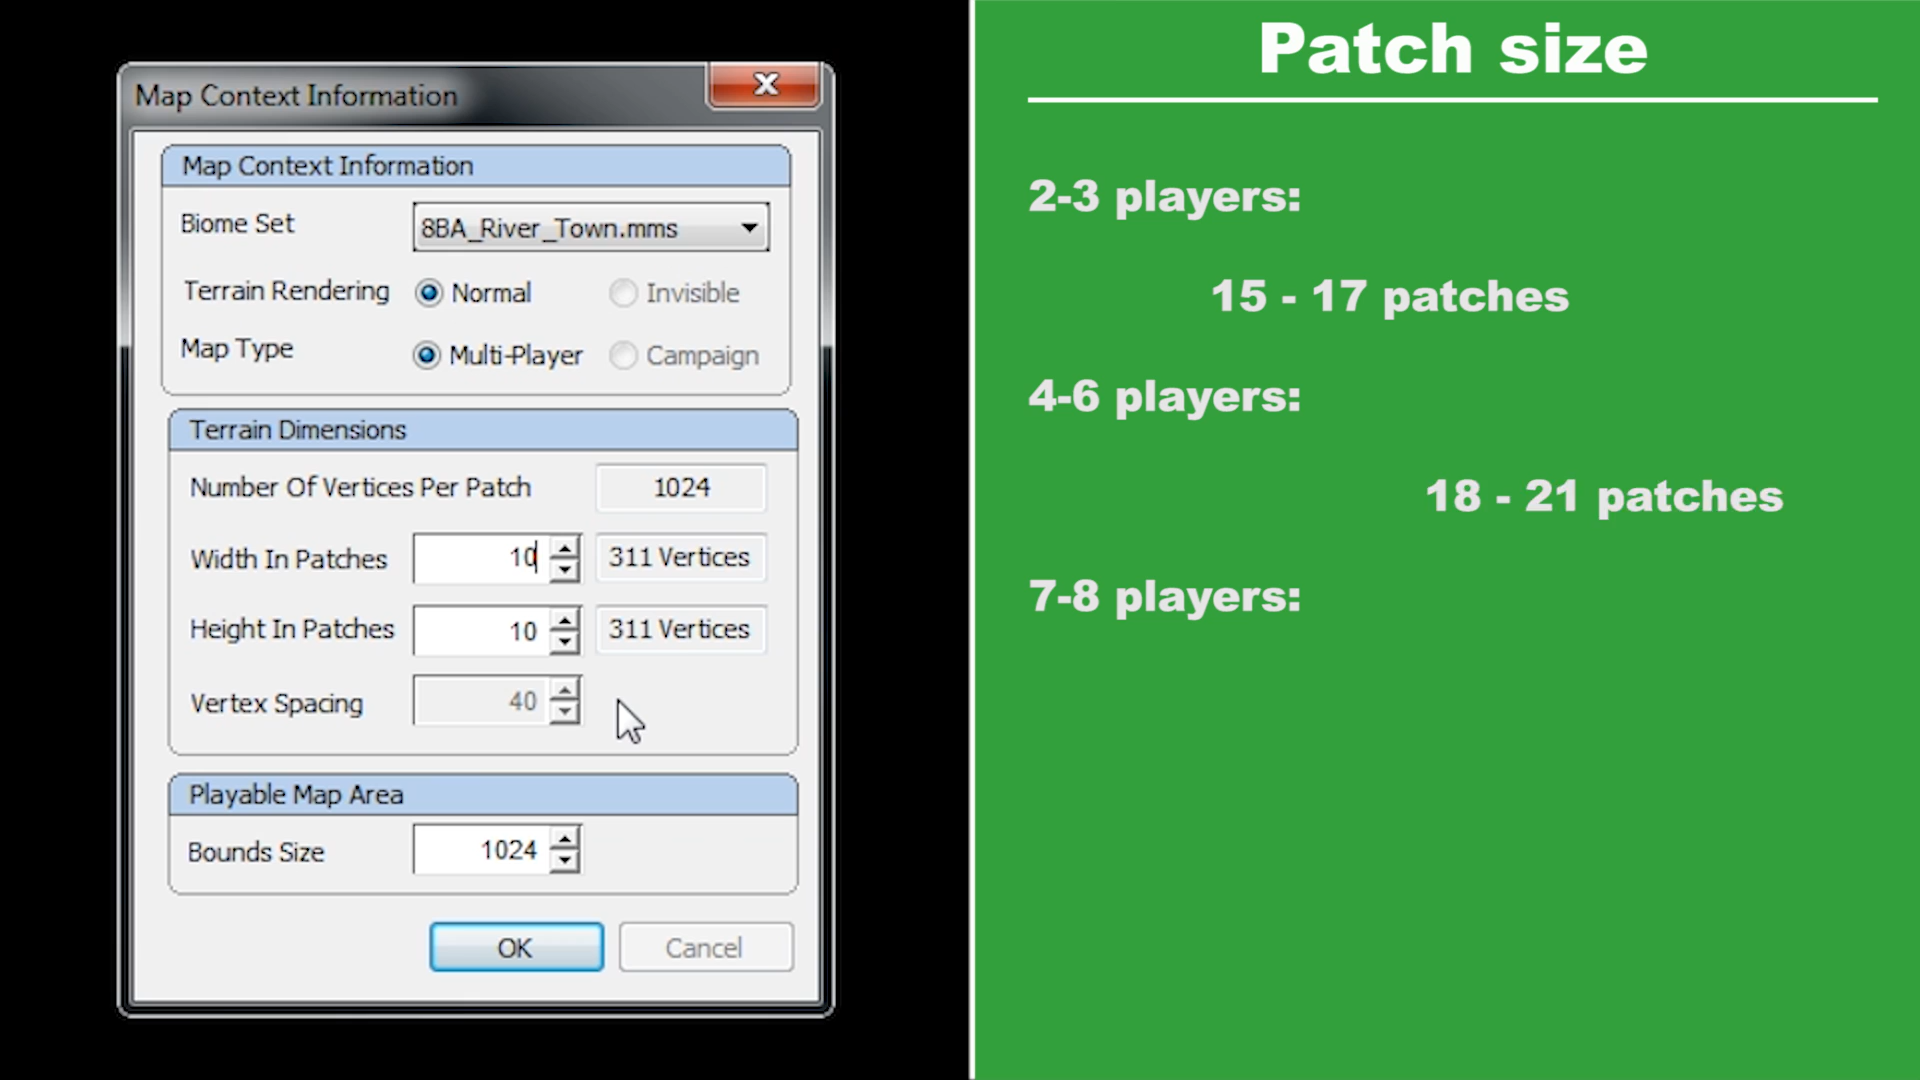 Map Context Information
Map Context Information
Biome Set 8BA_River_Town.mms
Terrain Rendering Normal Invisible
Map Type Multi-Player Campaign
Terrain Dimensions
Number Of Vertices Per Patch 1024
Width In Patches 10 311 Vertices
Height In Patches 10 311 Vertices
Vertex Spacing 40
Playable Map Area
Bounds Size 1024
OK Cancel
Patch size
2-3 players:
15 - 17 patches
4-6 players:
18 - 21 patches
7-8 players: